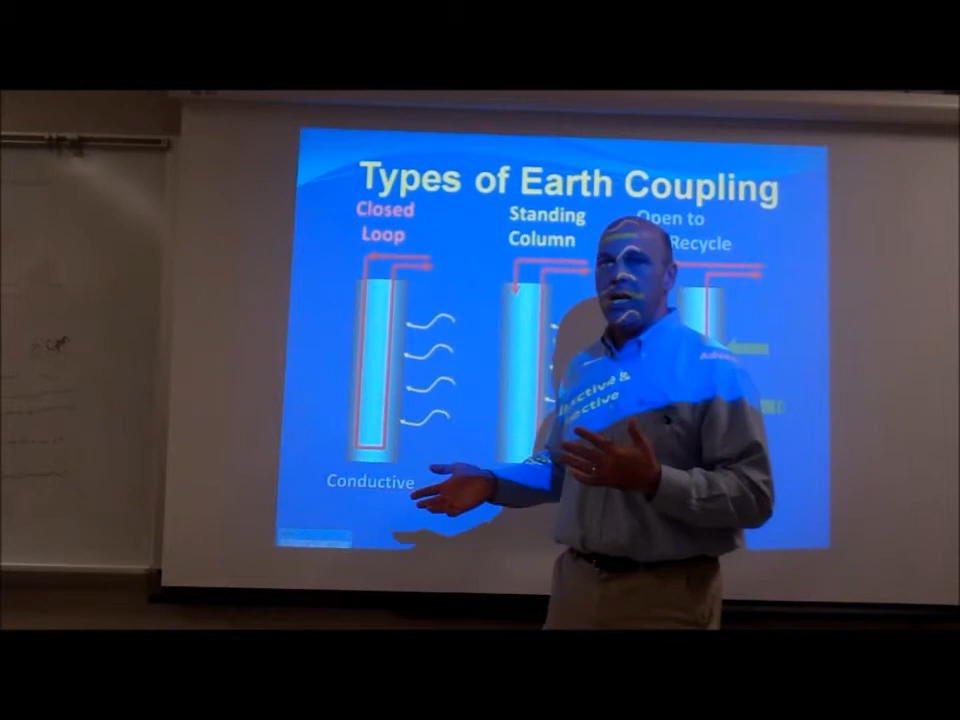 Types of Earth Coupling
Closed
Loop
Standing
Column
Open to
Recycle
Conductive